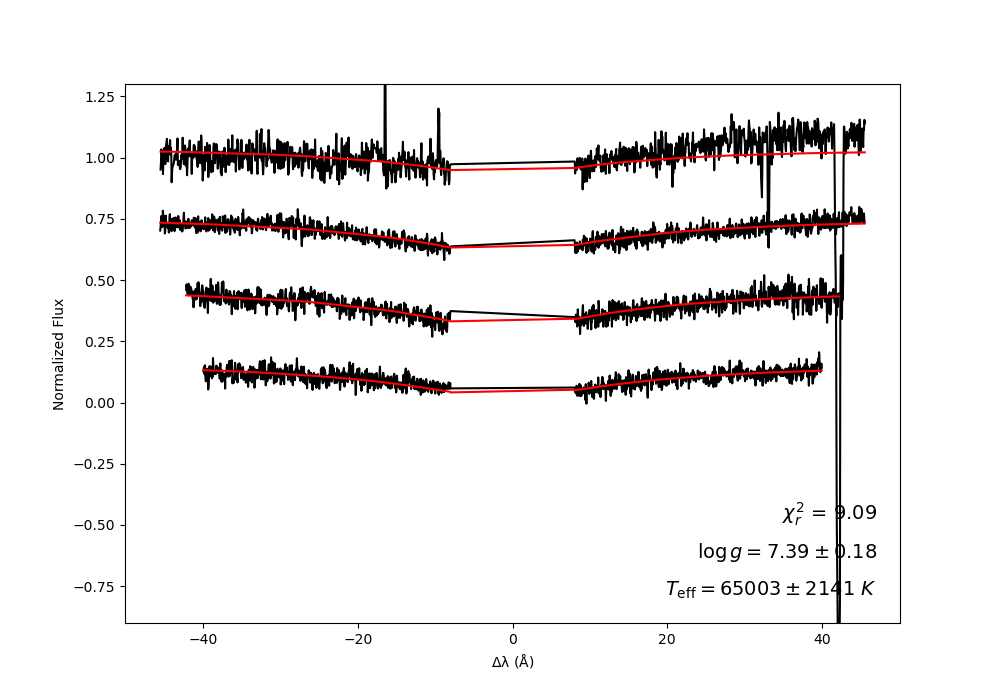 1.25
1.00
0.75
0.50
0.25
0.00
−0.25
−0.50
−0.75
Normalized Flux
χ²ᵣ = 9.09
log g = 7.39 ± 0.18
T_eff = 65003 ± 2141 K
−40 −20 0 20 40
Δλ (Å)